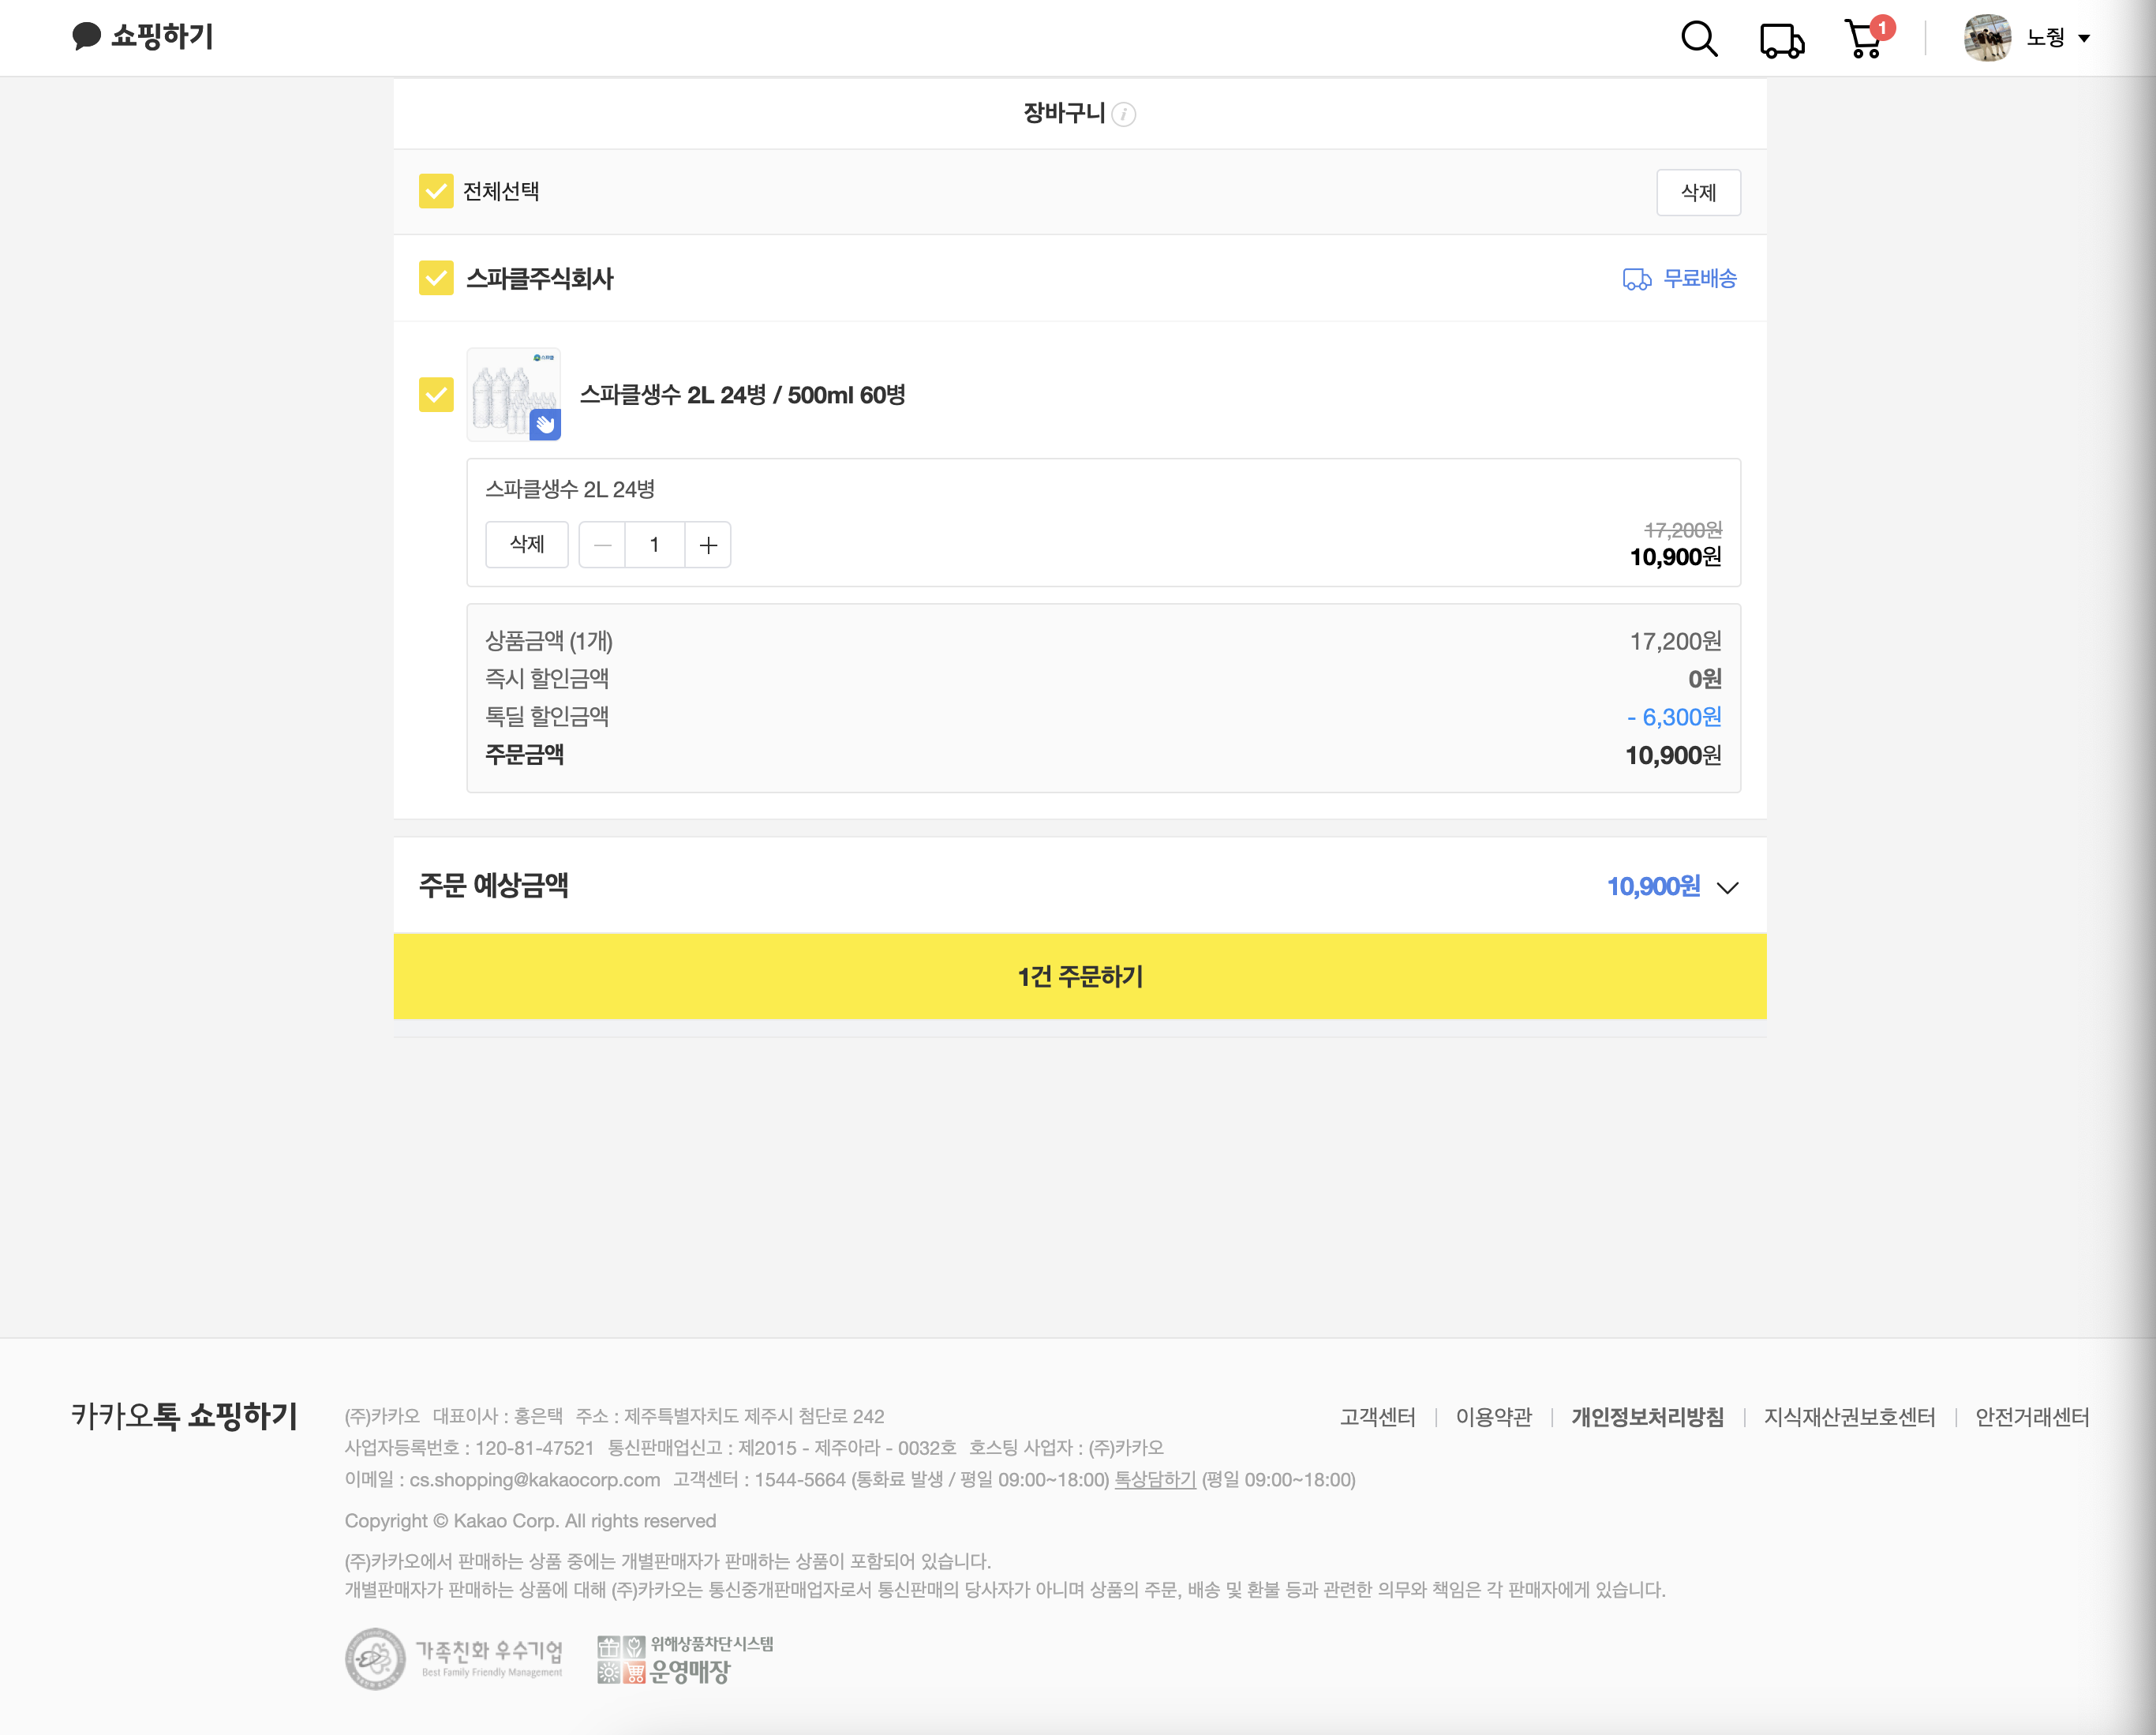 쇼핑하기
1
노줭
장바구니
전체선택
삭제
스파클주식회사
무료배송
스파클
스파클생수 2L 24병 / 500ml 60병
스파클생수 2L 24병
삭제
1
17,200원
10,900원
상품금액 (1개) 17,200원
즉시 할인금액 0원
톡딜 할인금액 - 6,300원
주문금액 10,900원
주문 예상금액 10,900원
1건 주문하기
카카오톡 쇼핑하기
(주)카카오 대표이사 : 홍은택 주소 : 제주특별자치도 제주시 첨단로 242
사업자등록번호 : 120-81-47521 통신판매업신고 : 제2015 - 제주아라 - 0032호 호스팅 사업자 : (주)카카오
이메일 : cs.shopping@kakaocorp.com 고객센터 : 1544-5664 (통화료 발생 / 평일 09:00~18:00) 톡상담하기 (평일 09:00~18:00)
Copyright © Kakao Corp. All rights reserved
(주)카카오에서 판매하는 상품 중에는 개별판매자가 판매하는 상품이 포함되어 있습니다.
개별판매자가 판매하는 상품에 대해 (주)카카오는 통신중개판매업자로서 통신판매의 당사자가 아니며 상품의 주문, 배송 및 환불 등과 관련한 의무와 책임은 각 판매자에게 있습니다.
고객센터 이용약관 개인정보처리방침 지식재산권보호센터 안전거래센터
가족친화 우수기업
Best Family Friendly Management
위해상품차단시스템
운영매장